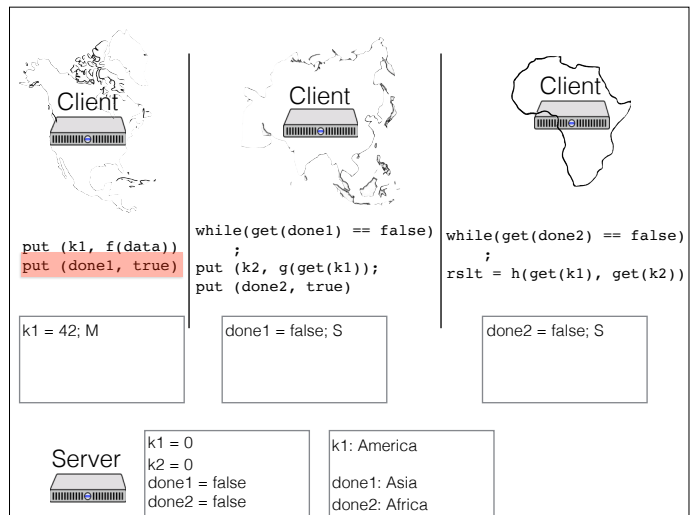 Client
Client
Client
put (k1, f(data))
put (done1, true)
while(get(done1) == false)
;
put (k2, g(get(k1));
put (done2, true)
while(get(done2) == false)
;
rslt = h(get(k1), get(k2))
k1 = 42; M
done1 = false; S
done2 = false; S
Server
k1 = 0
k2 = 0
done1 = false
done2 = false
k1: America
done1: Asia
done2: Africa